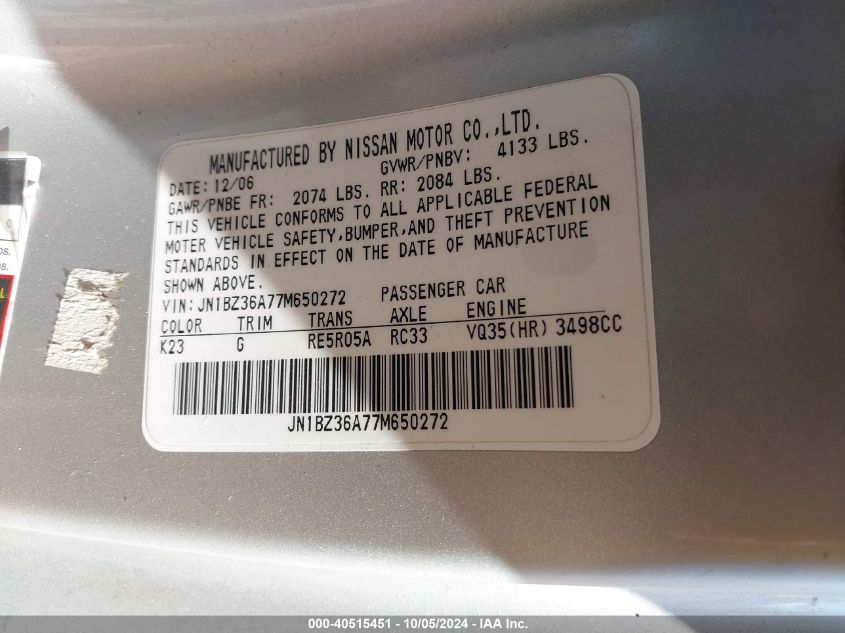 MANUFACTURED BY NISSAN MOTOR CO.,LTD.
DATE: 12/06 GVWR/PNBV: 4133 LBS.
GAWR/PNBE FR: 2074 LBS. RR: 2084 LBS.
THIS VEHICLE CONFORMS TO ALL APPLICABLE FEDERAL
MOTER VEHICLE SAFETY,BUMPER,AND THEFT PREVENTION
STANDARDS IN EFFECT ON THE DATE OF MANUFACTURE
SHOWN ABOVE.
VIN: JN1BZ36A77M650272 PASSENGER CAR
COLOR TRIM TRANS AXLE ENGINE
K23 G RE5R05A RC33 VQ35(HR) 3498CC
JN1BZ36A77M650272
000-40515451 - 10/05/2024 - IAA Inc.